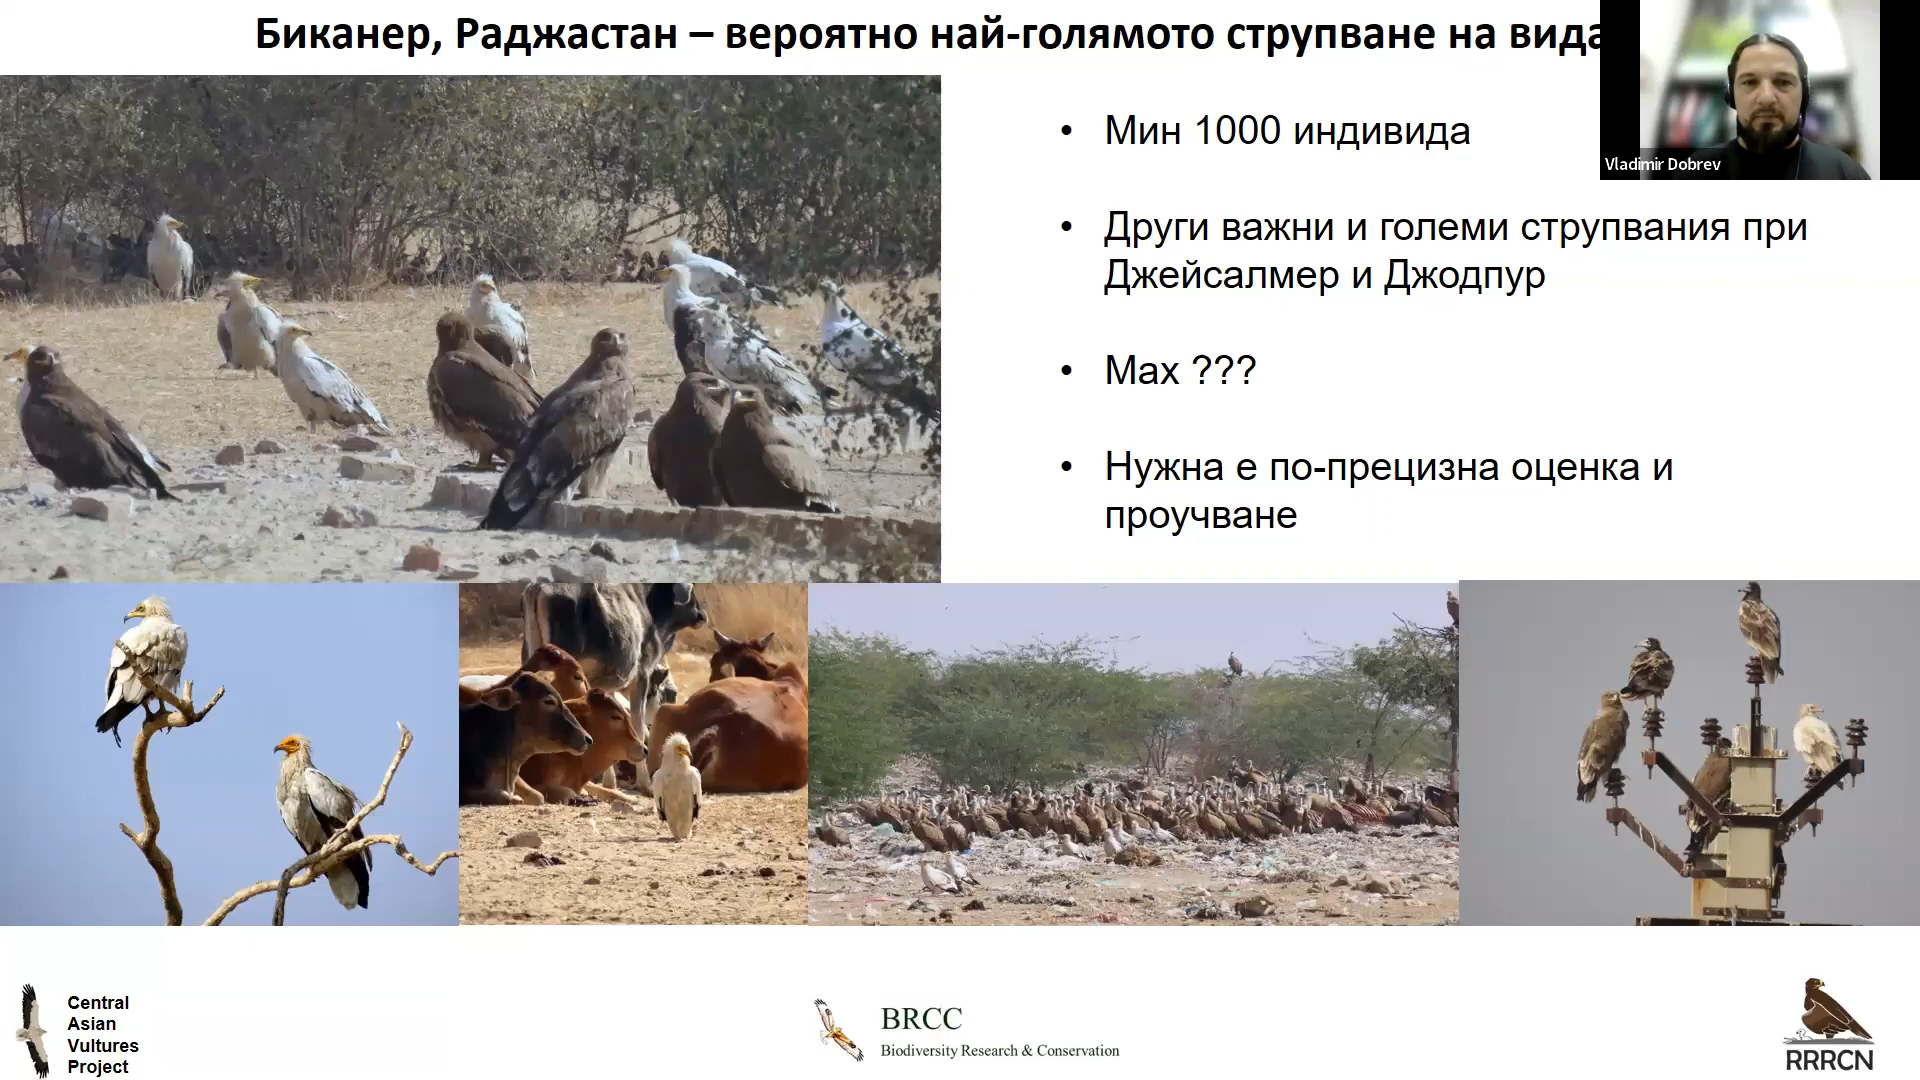 Биканер, Раджастан – вероятно най-голямото струпване на вида
Vladimir Dobrev
• Мин 1000 индивида
• Други важни и големи струпвания при
Джейсалмер и Джодпур
• Мах ???
• Нужна е по-прецизна оценка и
проучване
Central
Asian
Vultures
Project
BRCC
Biodiversity Research & Conservation
RRRCN